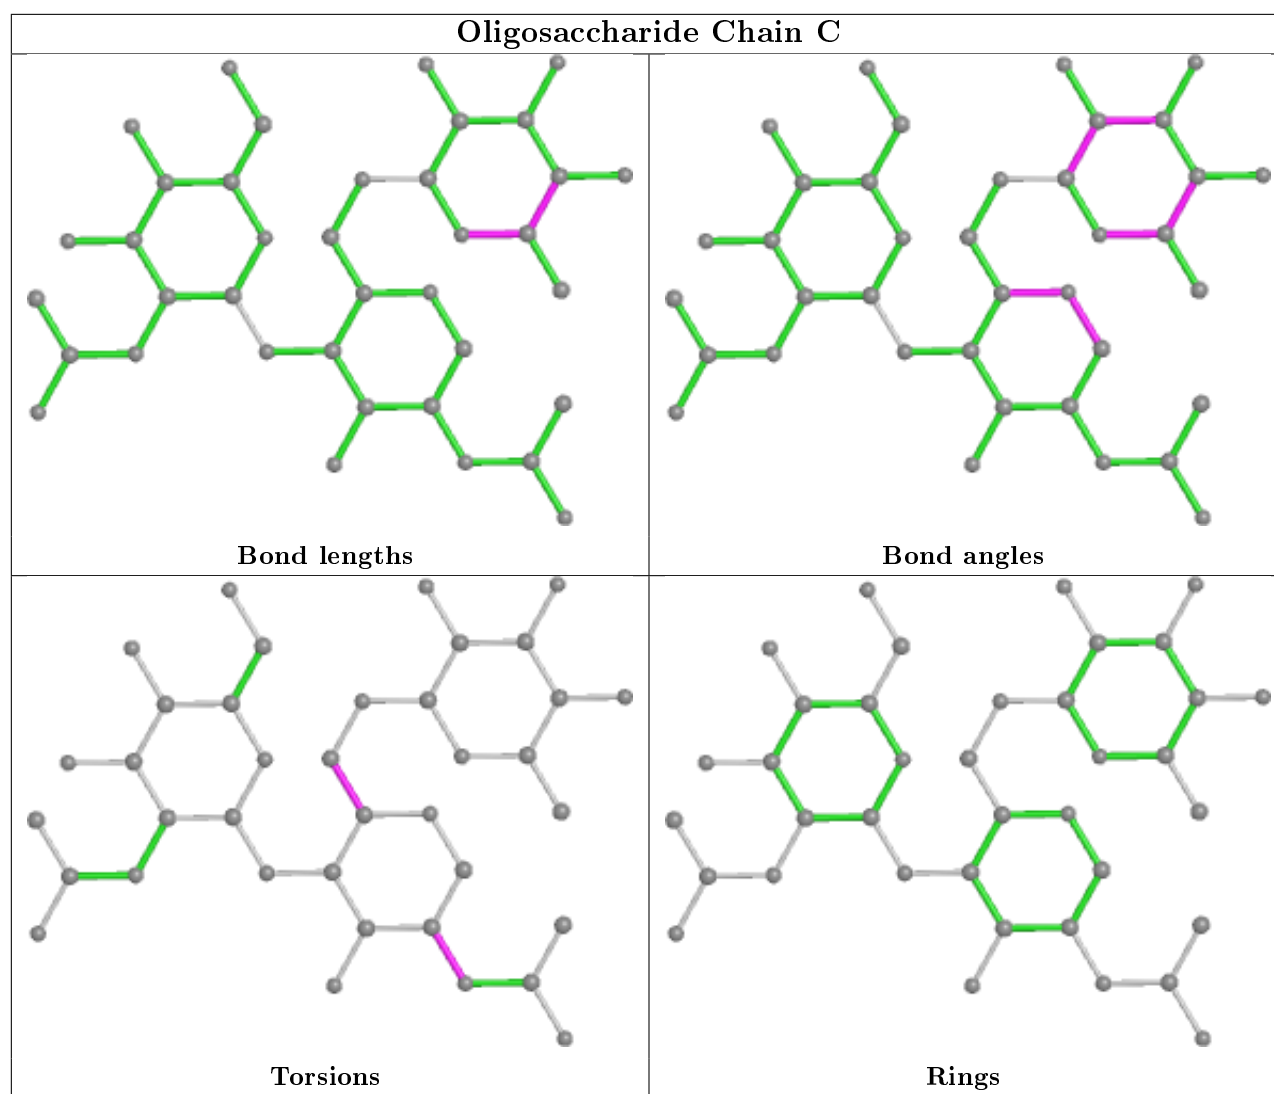 Oligosaccharide Chain C
Bond lengths
Bond angles
Torsions
Rings